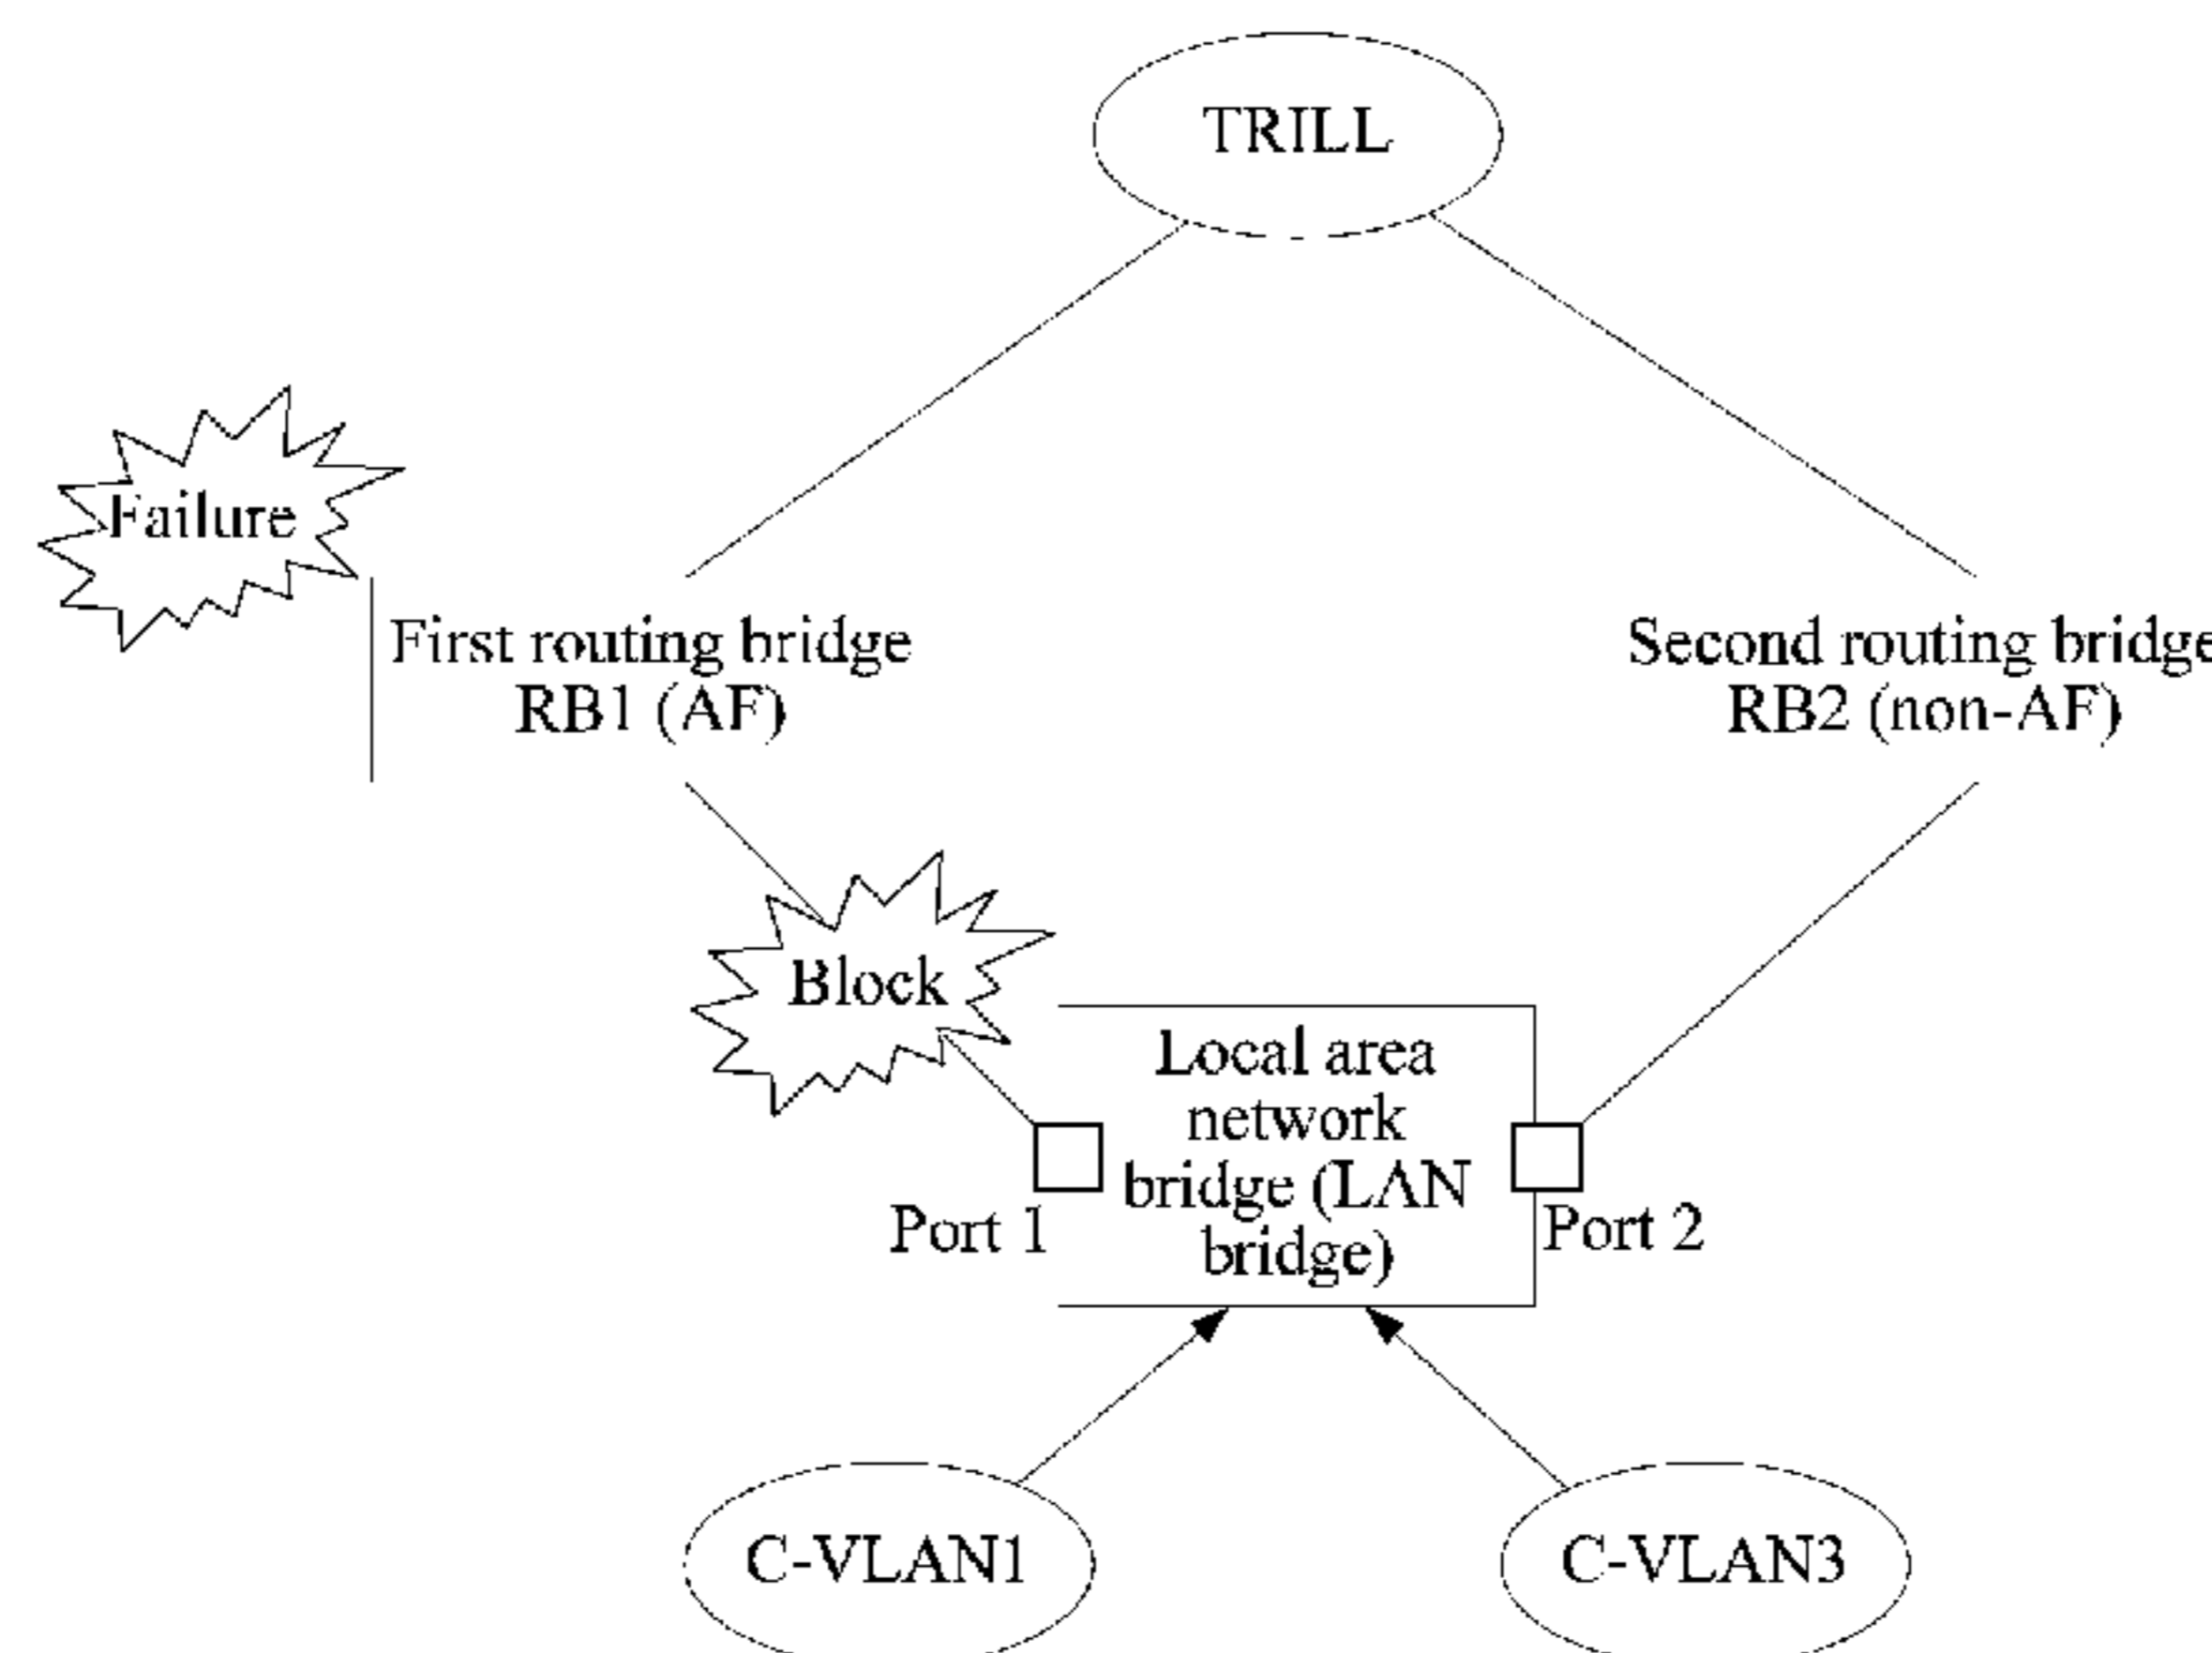 TRILL
Failure
First routing bridge
RB1 (AF)
Second routing bridge
RB2 (non-AF)
Block
Local area
network
bridge (LAN
bridge)
Port 1
Port 2
C-VLAN1
C-VLAN3